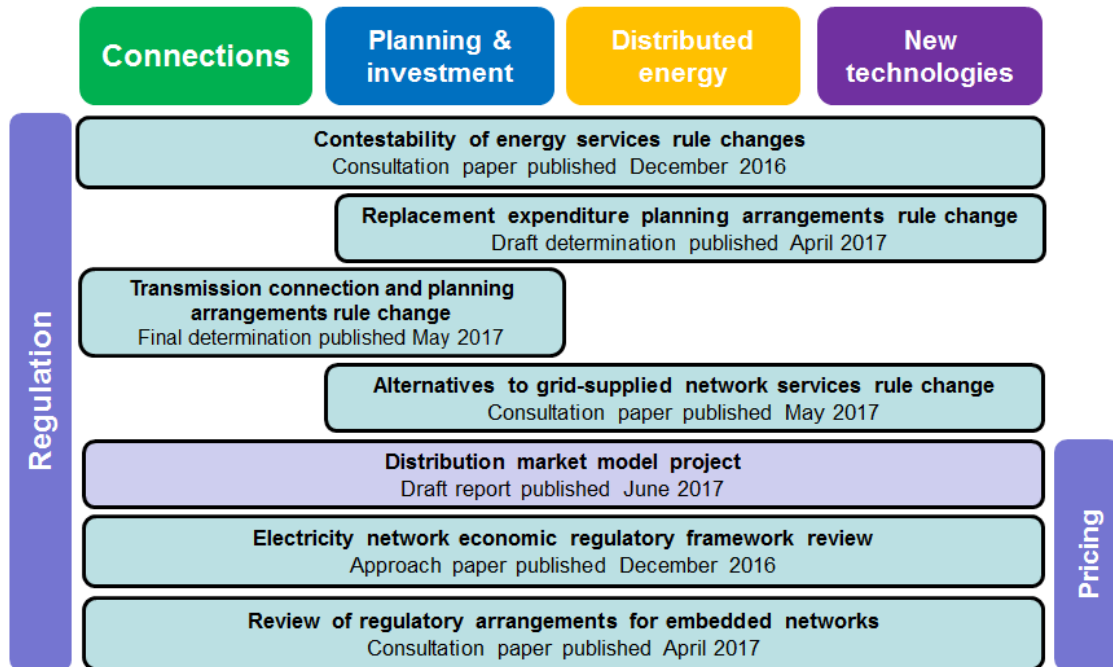 Connections
Planning &
investment
Distributed
energy
New
technologies
Regulation
Contestability of energy services rule changes
Consultation paper published December 2016
Replacement expenditure planning arrangements rule change
Draft determination published April 2017
Transmission connection and planning
arrangements rule change
Final determination published May 2017
Alternatives to grid-supplied network services rule change
Consultation paper published May 2017
Distribution market model project
Draft report published June 2017
Electricity network economic regulatory framework review
Approach paper published December 2016
Review of regulatory arrangements for embedded networks
Consultation paper published April 2017
Pricing